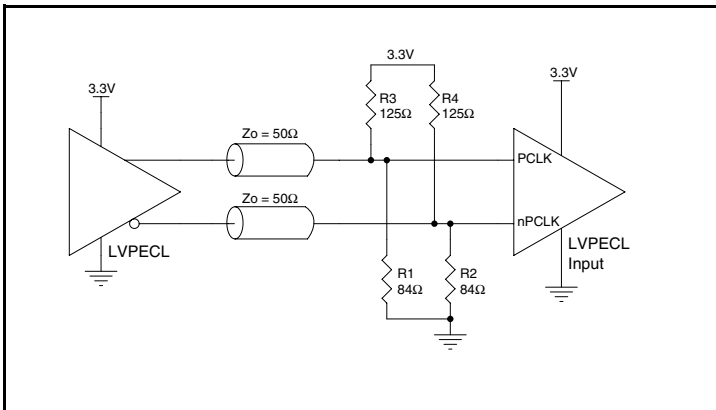 3.3V
3.3V
3.3V
R3
125Ω
R4
125Ω
Zo = 50Ω
PCLK
Zo = 50Ω
nPCLK
LVPECL
LVPECL
Input
R1
84Ω
R2
84Ω